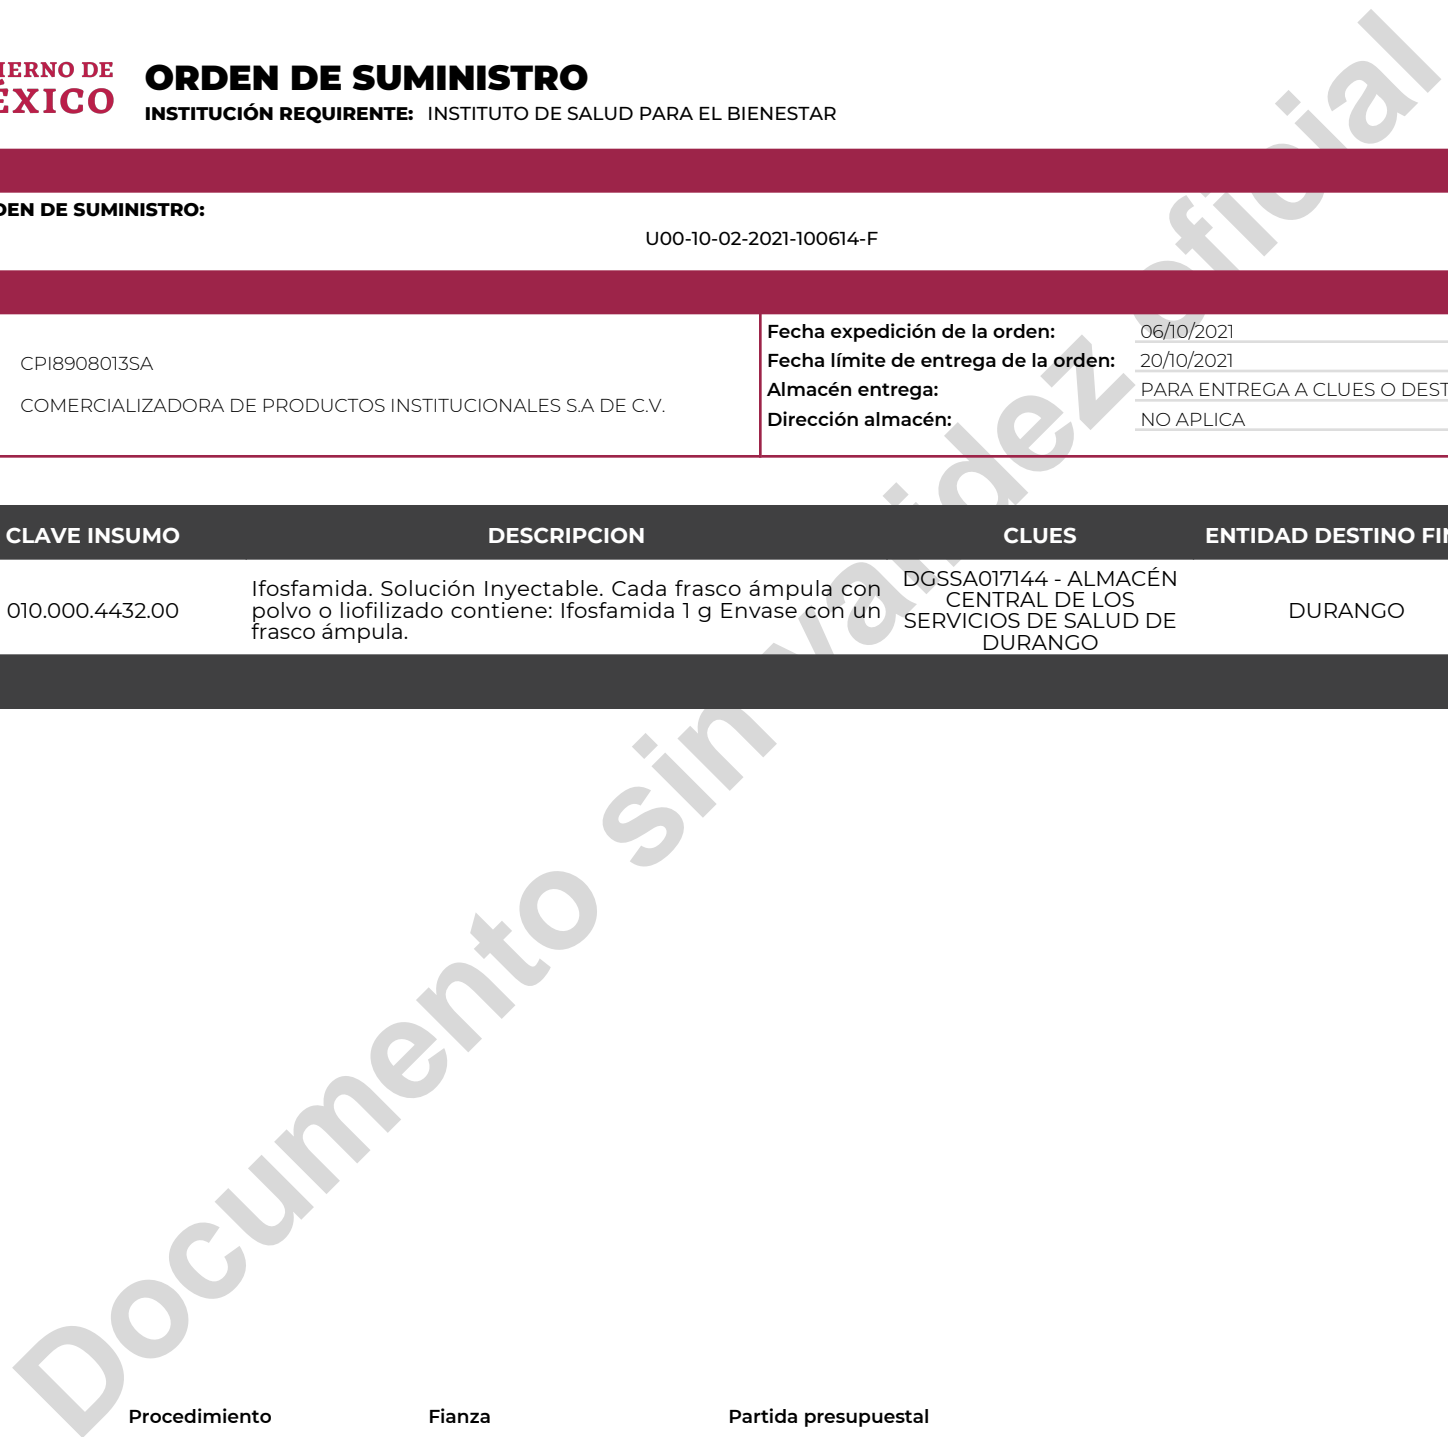 IERNO DE
ÉXICO
ORDEN DE SUMINISTRO
INSTITUCIÓN REQUIRENTE: INSTITUTO DE SALUD PARA EL BIENESTAR
DEN DE SUMINISTRO:
U00-10-02-2021-100614-F
CPI8908013SA
COMERCIALIZADORA DE PRODUCTOS INSTITUCIONALES S.A DE C.V.
Fecha expedición de la orden: 06/10/2021
Fecha límite de entrega de la orden: 20/10/2021
Almacén entrega: PARA ENTREGA A CLUES O DEST
Dirección almacén: NO APLICA
CLAVE INSUMO DESCRIPCION CLUES ENTIDAD DESTINO FIN
010.000.4432.00
Ifosfamida. Solución Inyectable. Cada frasco ámpula con
polvo o liofilizado contiene: Ifosfamida 1 g Envase con un
frasco ámpula.
DGSSA017144 - ALMACÉN
CENTRAL DE LOS
SERVICIOS DE SALUD DE
DURANGO
DURANGO
Documento sin validez oficial
Procedimiento Fianza Partida presupuestal